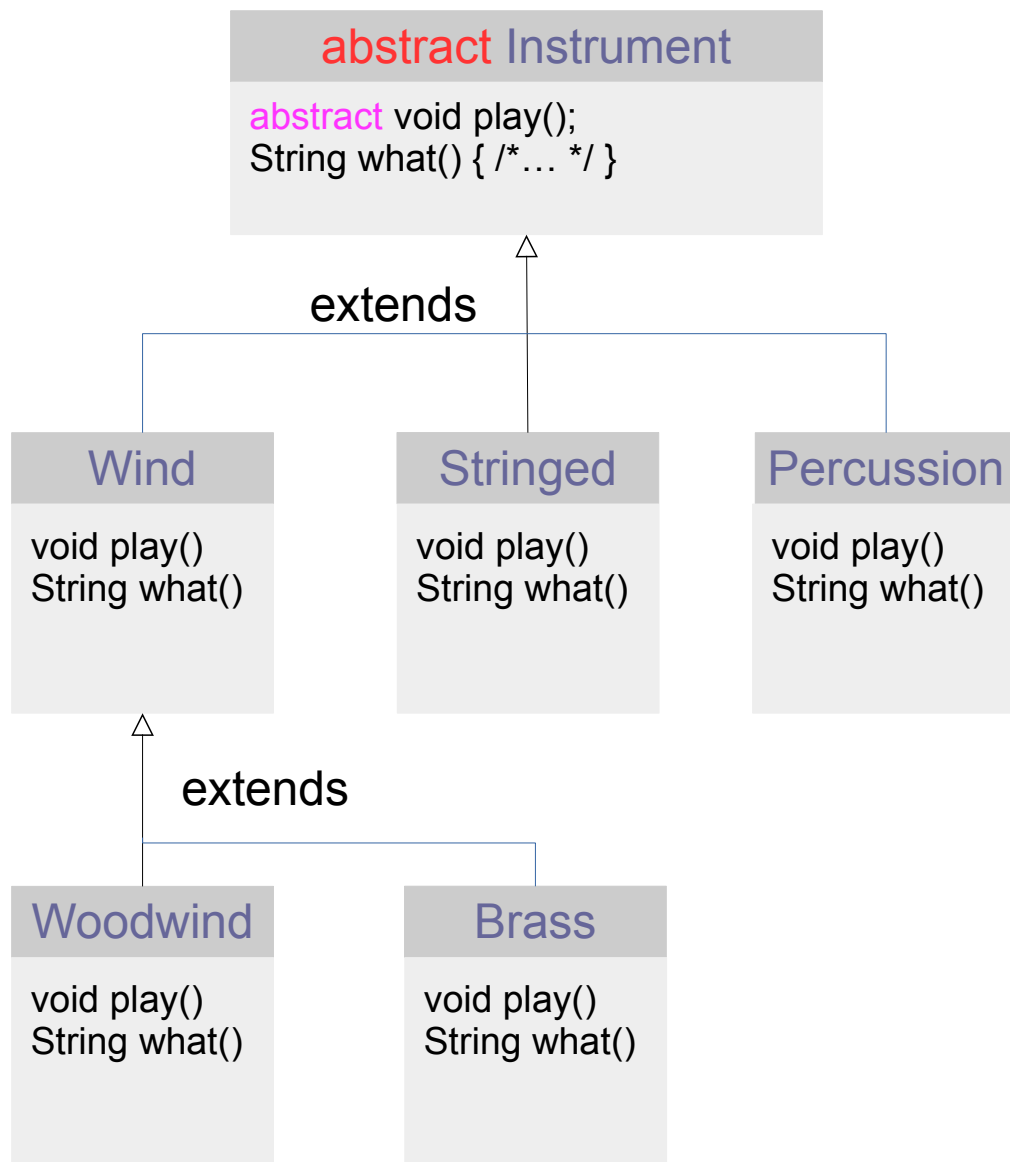 abstract Instrument
abstract void play();
String what() { /*… */ }
extends
Wind
void play()
String what()
Stringed
void play()
String what()
Percussion
void play()
String what()
extends
Woodwind
void play()
String what()
Brass
void play()
String what()